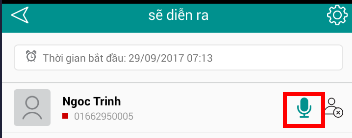 sẽ diễn ra
Thời gian bắt đầu: 29/09/2017 07:13
Ngoc Trinh
01662950005